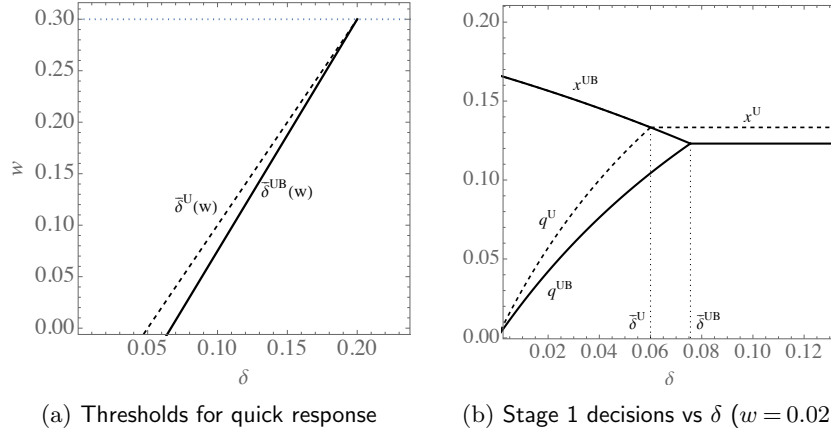 0.30
0.25
0.20
0.15
0.10
0.05
0.00
w
δ̄ᵁ(w)
δ̄ᵁᴮ(w)
0.05 0.10 0.15 0.20
δ
(a) Thresholds for quick response
0.20
0.15
0.10
0.05
0.00
xᵁᴮ
xᵁ
qᵁ
qᵁᴮ
δ̄ᵁ
δ̄ᵁᴮ
0.02 0.04 0.06 0.08 0.10 0.12
δ
(b) Stage 1 decisions vs δ (w = 0.02